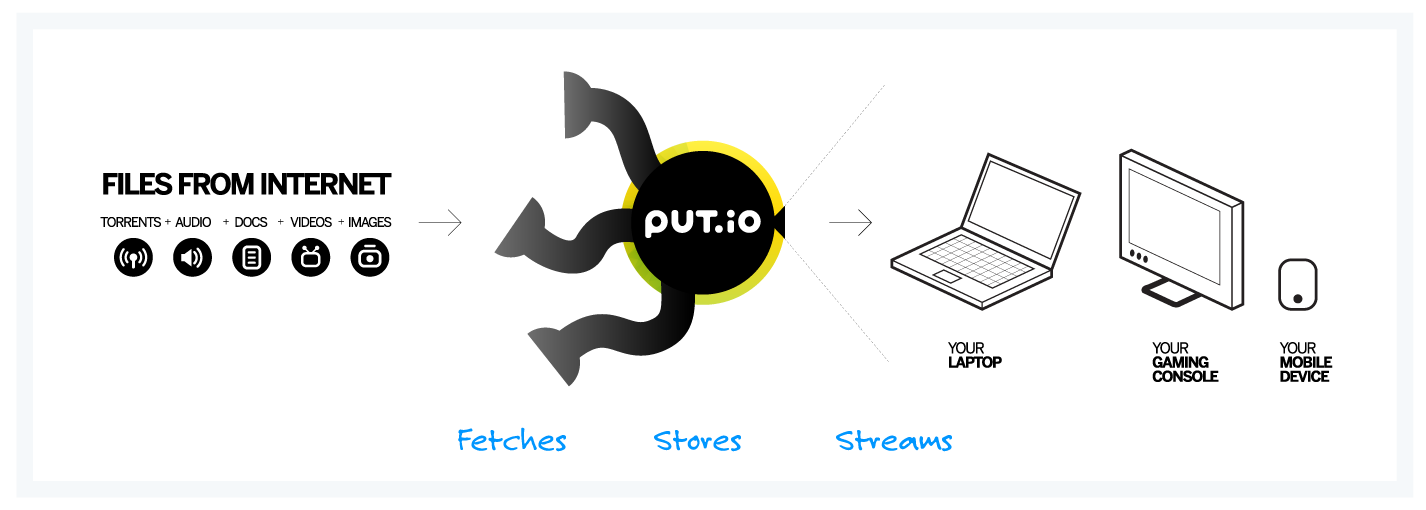 FILES FROM INTERNET
TORRENTS + AUDIO + DOCS + VIDEOS + IMAGES
PUT.iO
YOUR
LAPTOP
YOUR
GAMING
CONSOLE
YOUR
MOBILE
DEVICE
Fetches
Stores
Streams